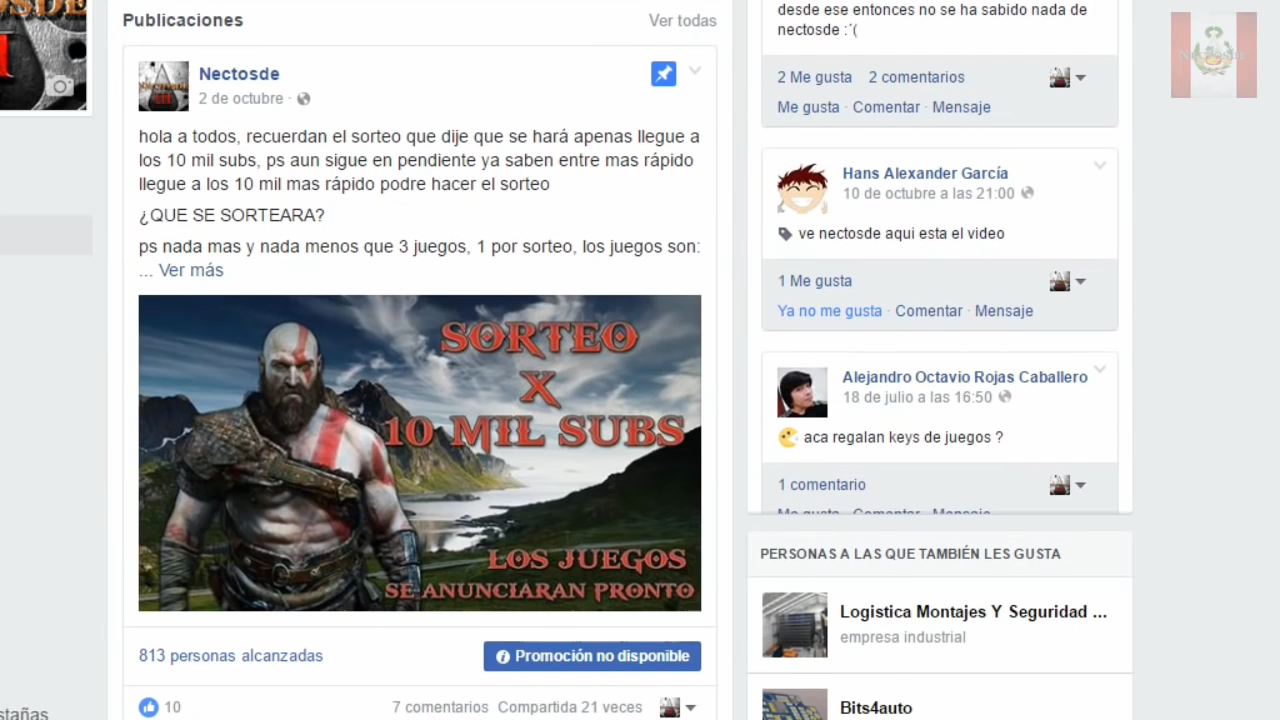 Publicaciones
Ver todas
Nectosde
2 de octubre ·
hola a todos, recuerdan el sorteo que dije que se hará apenas llegue a
los 10 mil subs, ps aun sigue en pendiente ya saben entre mas rápido
llegue a los 10 mil mas rápido podre hacer el sorteo
¿QUE SE SORTEARA?
ps nada mas y nada menos que 3 juegos, 1 por sorteo, los juegos son:
... Ver más
SORTEO
X
10 MIL SUBS
LOS JUEGOS
SE ANUNCIARAN PRONTO
813 personas alcanzadas
Promoción no disponible
10
7 comentarios Compartida 21 veces
desde ese entonces no se ha sabido nada de
nectosde :´(
2 Me gusta 2 comentarios
Me gusta · Comentar · Mensaje
Hans Alexander García
10 de octubre a las 21:00
ve nectosde aqui esta el video
1 Me gusta
Ya no me gusta · Comentar · Mensaje
Alejandro Octavio Rojas Caballero
18 de julio a las 16:50
aca regalan keys de juegos ?
1 comentario
Me gusta · Comentar · Mensaje
PERSONAS A LAS QUE TAMBIÉN LES GUSTA
Logistica Montajes Y Seguridad ...
empresa industrial
Bits4auto
Nectosde